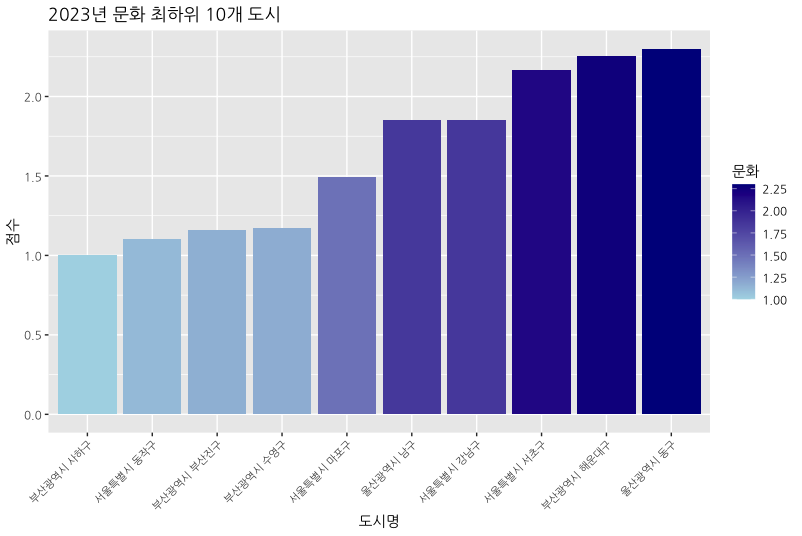 2023년 문화 최하위 10개 도시
점수
2.0
1.5
1.0
0.5
0.0
부산광역시 사하구
서울특별시 동작구
부산광역시 부산진구
부산광역시 수영구
서울특별시 마포구
울산광역시 남구
서울특별시 강남구
서울특별시 서초구
부산광역시 해운대구
울산광역시 동구
도시명
문화
2.25
2.00
1.75
1.50
1.25
1.00